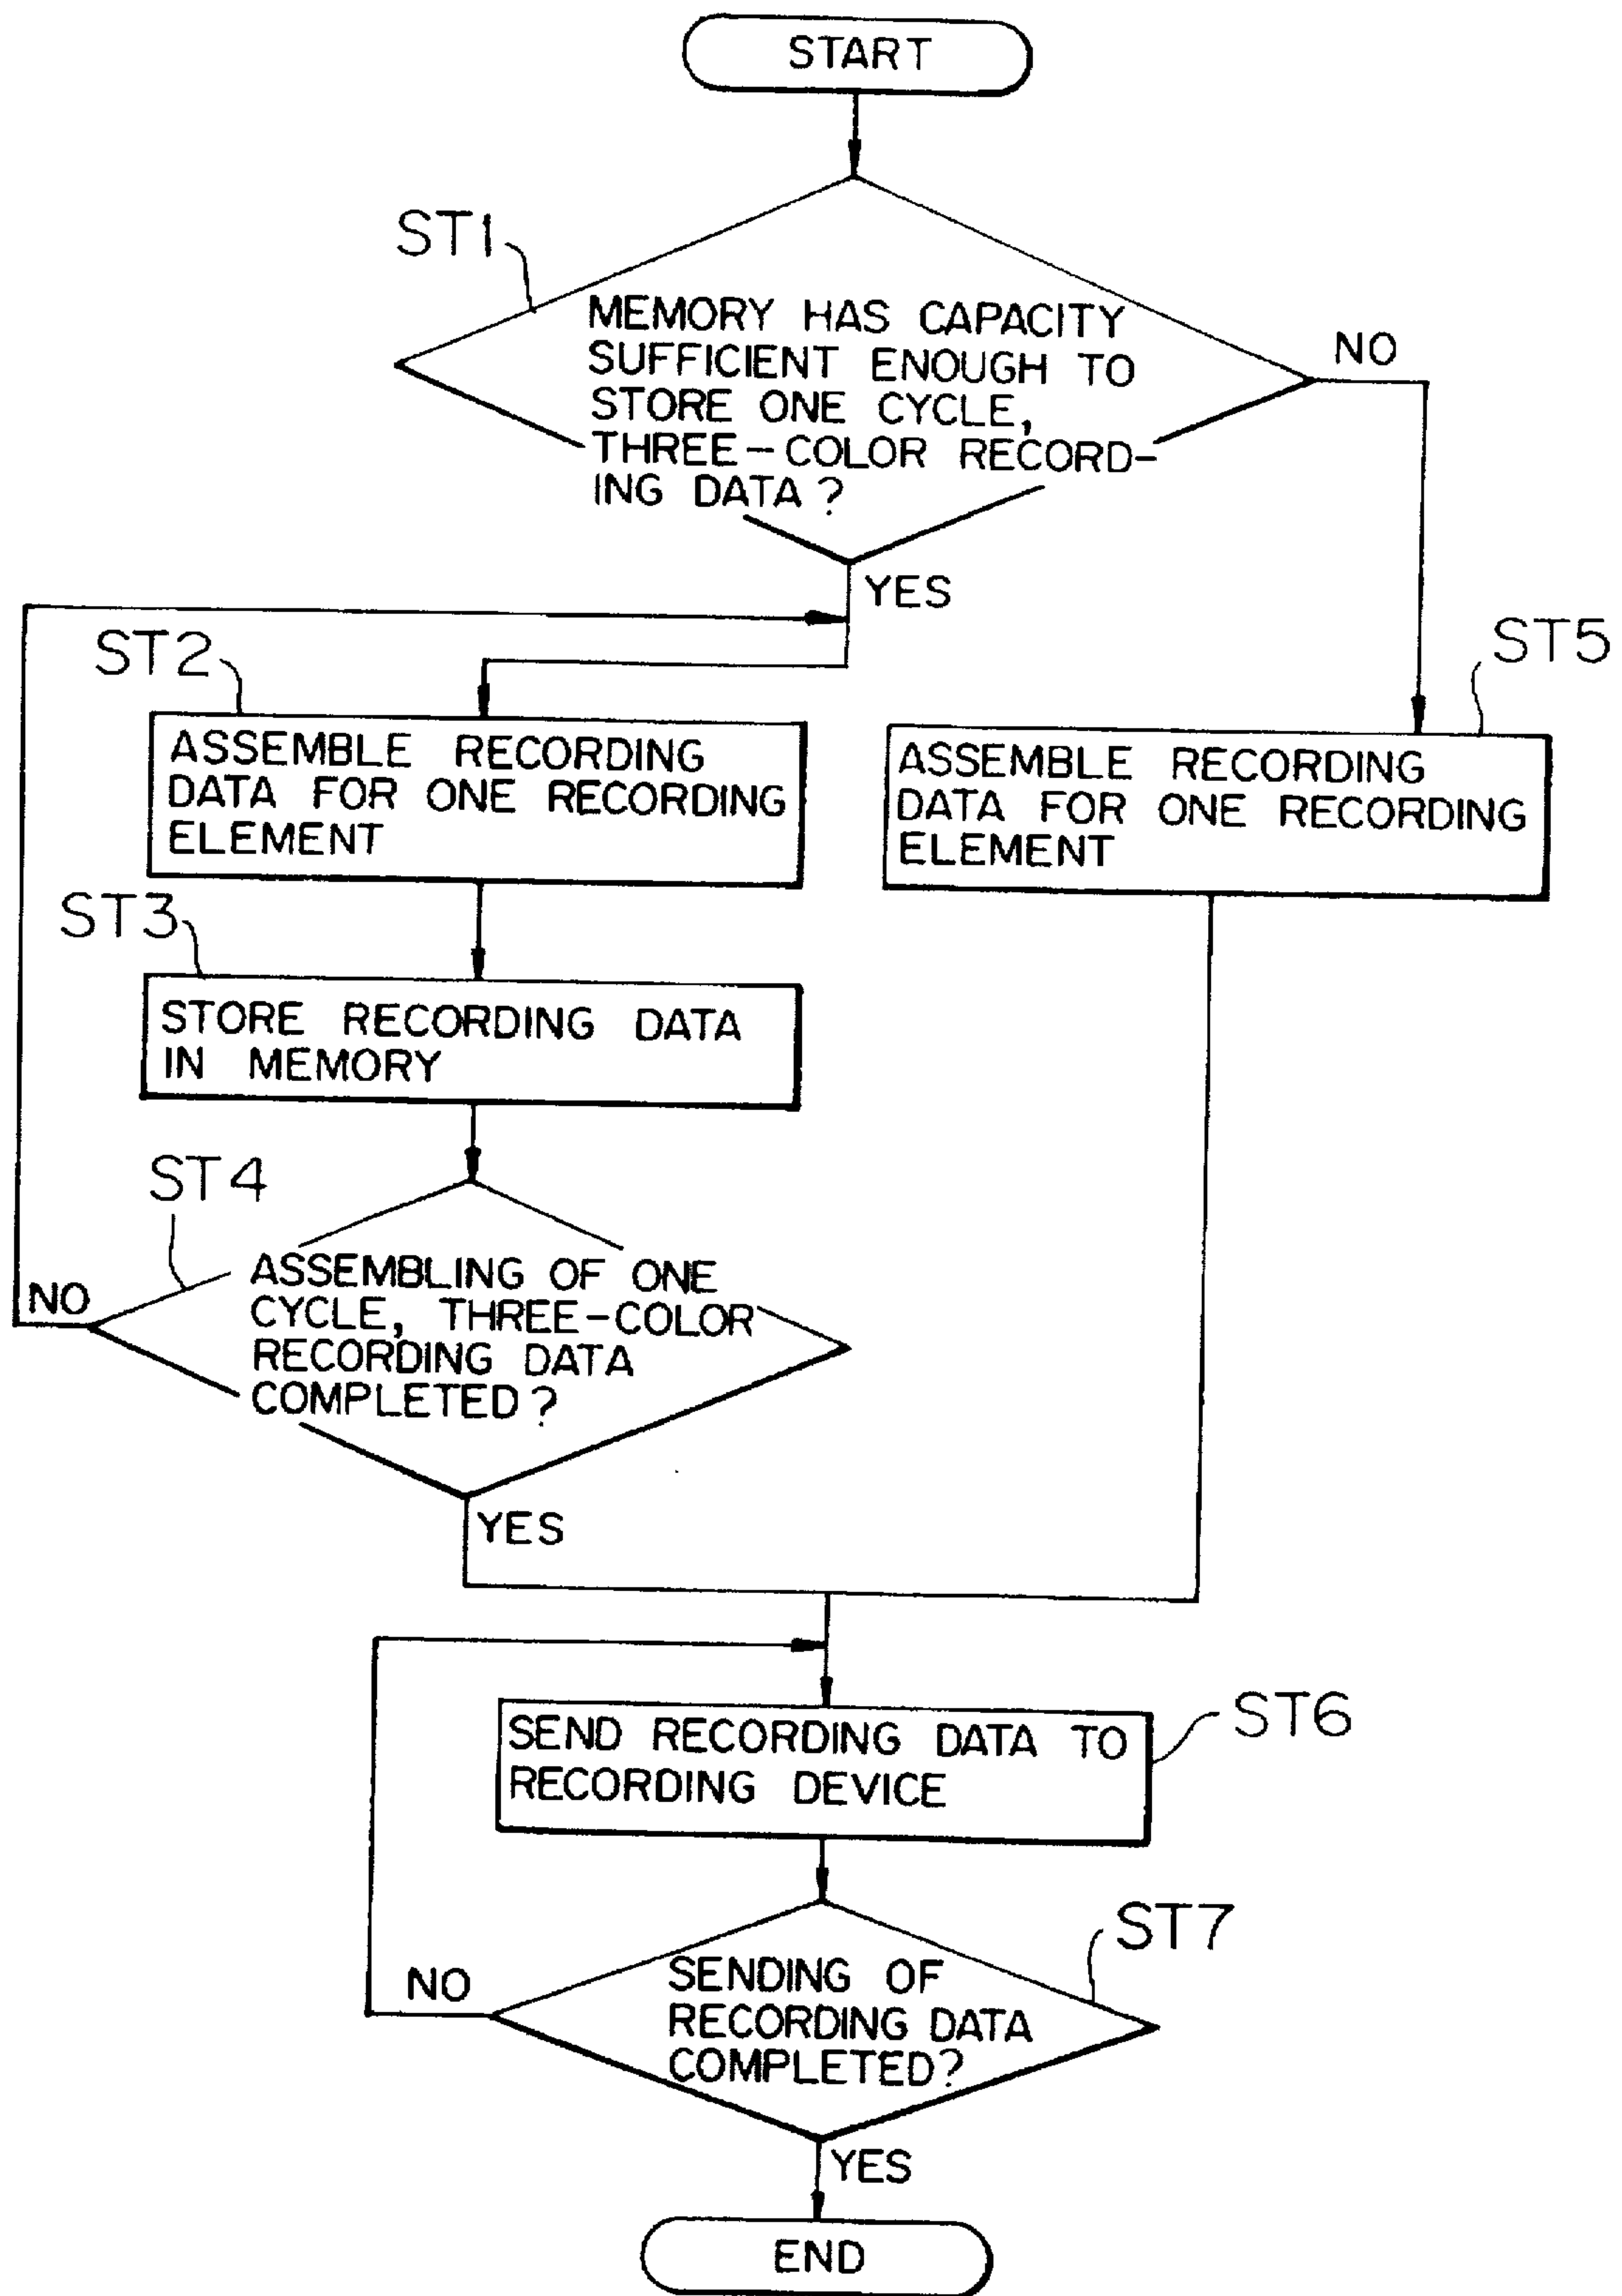 START
ST1
MEMORY HAS CAPACITY
SUFFICIENT ENOUGH TO
STORE ONE CYCLE,
THREE-COLOR RECORD-
ING DATA?
NO
YES
ST2
ASSEMBLE RECORDING
DATA FOR ONE RECORDING
ELEMENT
ST5
ASSEMBLE RECORDING
DATA FOR ONE RECORDING
ELEMENT
ST3
STORE RECORDING DATA
IN MEMORY
ST4
ASSEMBLING OF ONE
CYCLE, THREE-COLOR
RECORDING DATA
COMPLETED?
NO
YES
SEND RECORDING DATA TO
RECORDING DEVICE
ST6
ST7
SENDING OF
RECORDING DATA
COMPLETED?
NO
YES
END